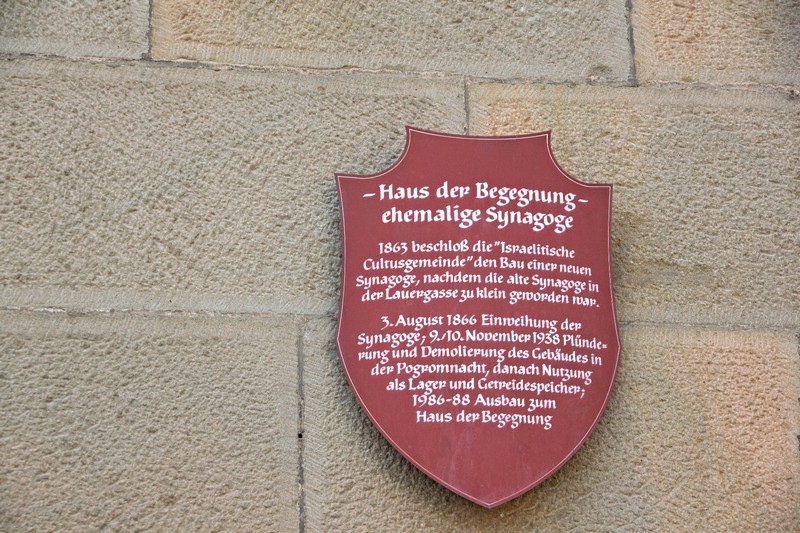 – Haus der Begegnung –
ehemalige Synagoge
1863 beschloß die "Israelitische
Cultusgemeinde" den Bau einer neuen
Synagoge, nachdem die alte Synagoge in
der Lauergasse zu klein geworden war.
3. August 1866 Einweihung der
Synagoge; 9./10. November 1938 Plünde-
rung und Demolierung des Gebäudes in
der Pogromnacht, danach Nutzung
als Lager und Getreidespeicher;
1986-88 Ausbau zum
Haus der Begegnung